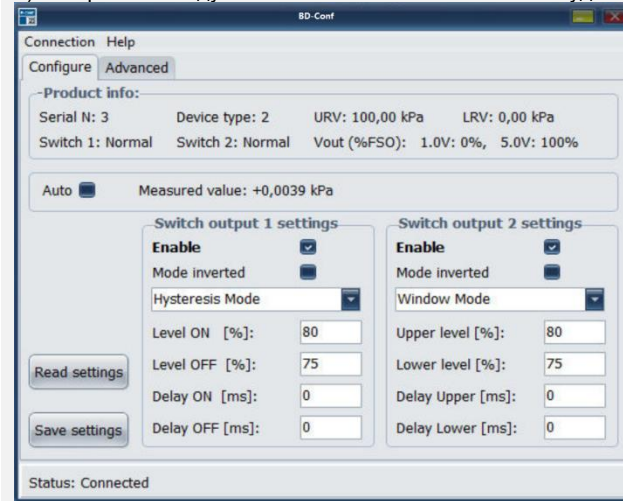 BD-Conf
Connection Help
Configure Advanced
-Product info:
Serial N: 3 Device type: 2 URV: 100,00 kPa LRV: 0,00 kPa
Switch 1: Normal Switch 2: Normal Vout (%FSO): 1.0V: 0%, 5.0V: 100%
Auto Measured value: +0,0039 kPa
Switch output 1 settings
Enable
Mode inverted
Hysteresis Mode
Level ON [%]: 80
Level OFF [%]: 75
Delay ON [ms]: 0
Delay OFF [ms]: 0
Switch output 2 settings
Enable
Mode inverted
Window Mode
Upper level [%]: 80
Lower level [%]: 75
Delay Upper [ms]: 0
Delay Lower [ms]: 0
Read settings
Save settings
Status: Connected